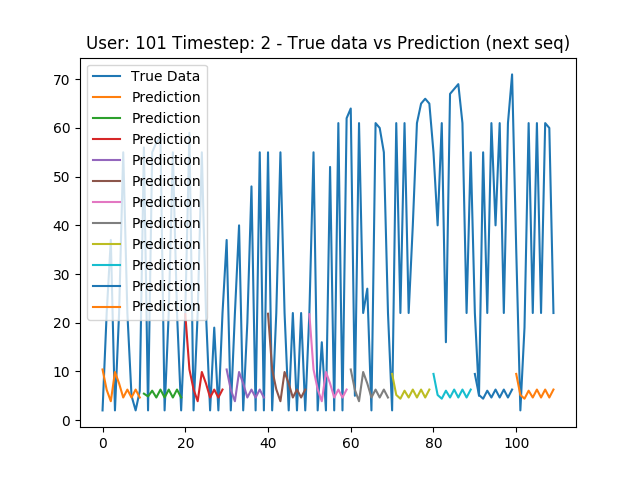 User: 101 Timestep: 2 - True data vs Prediction (next seq)
True Data
Prediction
Prediction
Prediction
Prediction
Prediction
Prediction
Prediction
Prediction
Prediction
Prediction
Prediction
70
60
50
40
30
20
10
0
0 20 40 60 80 100